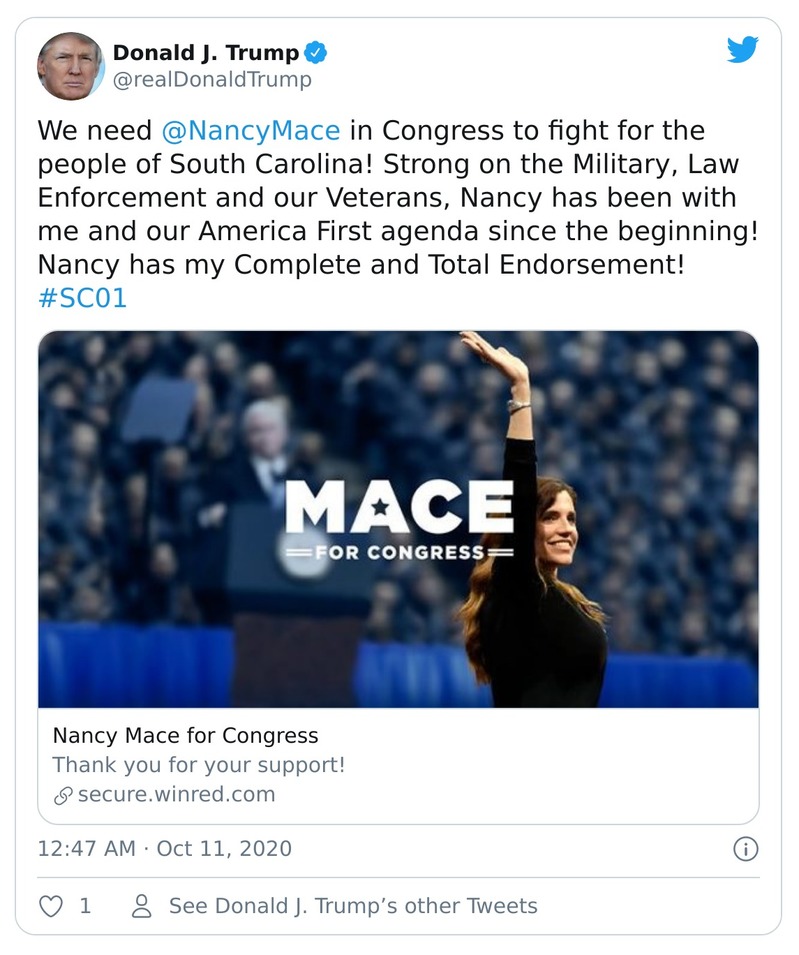 Donald J. Trump
@realDonaldTrump
We need @NancyMace in Congress to fight for the
people of South Carolina! Strong on the Military, Law
Enforcement and our Veterans, Nancy has been with
me and our America First agenda since the beginning!
Nancy has my Complete and Total Endorsement!
#SC01
MACE
FOR CONGRESS
Nancy Mace for Congress
Thank you for your support!
secure.winred.com
12:47 AM · Oct 11, 2020
1
See Donald J. Trump’s other Tweets